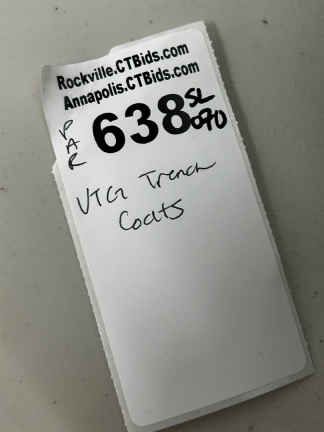 Rockville.CTBids.com
Annapolis.CTBids.com
PAR
638
SL
090
VTG Trench
Coats